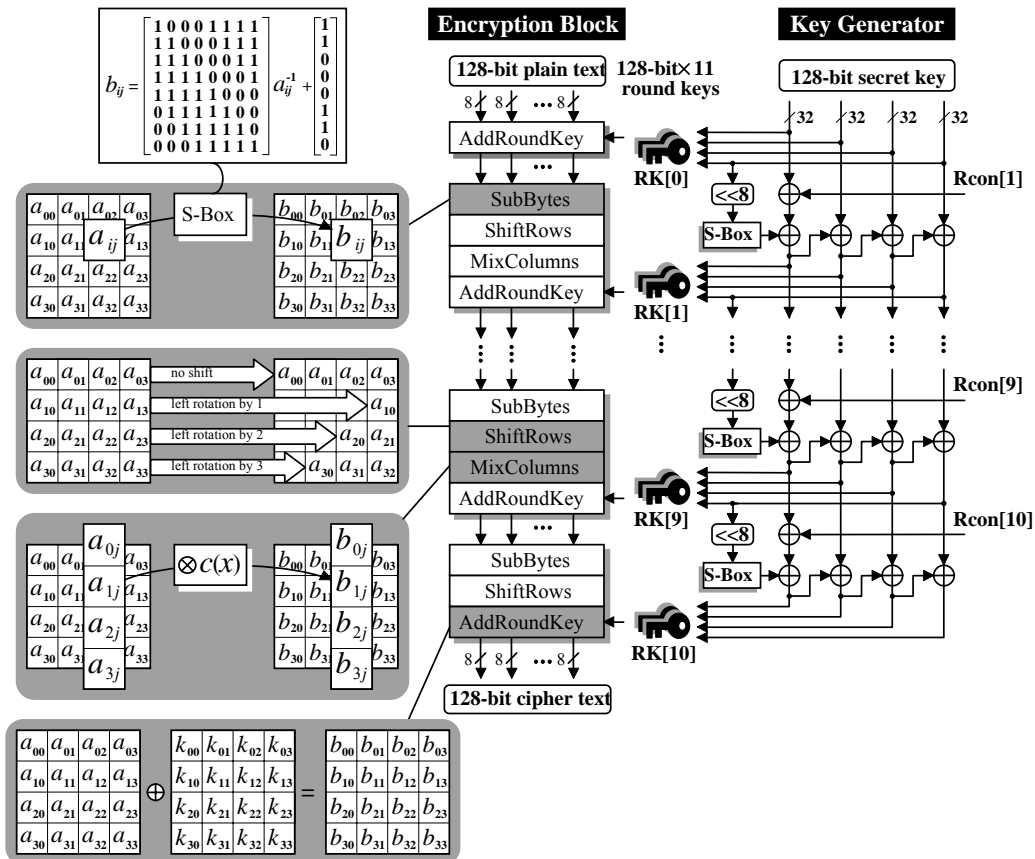 b_ij = [1 0 0 0 1 1 1 1] a_ij^-1 + [1]
1 1 0 0 0 1 1 1 1
1 1 1 0 0 0 1 1 0
1 1 1 1 0 0 0 1 0
1 1 1 1 1 0 0 0 0
0 1 1 1 1 1 0 0 1
0 0 1 1 1 1 1 0 1
0 0 0 1 1 1 1 1 0
Encryption Block
Key Generator
128-bit plain text
128-bit×11
round keys
128-bit secret key
8 8 ... 8
32 32 32 32
AddRoundKey
RK[0]
Rcon[1]
<<8
S-Box
a00 a01 a02 a03
a10 a11 a13
a20 a21 a22 a23
a30 a31 a32 a33
aij
S-Box
b00 b01 b02 b03
b10 b11 b13
b20 b21 b22 b23
b30 b31 b32 b33
bij
SubBytes
ShiftRows
MixColumns
AddRoundKey
RK[1]
a00 a01 a02 a03
a10 a11 a12 a13
a20 a21 a22 a23
a30 a31 a32 a33
no shift
left rotation by 1
left rotation by 2
left rotation by 3
a00 a01 a02 a03
a10
a20 a21
a30 a31 a32
SubBytes
ShiftRows
MixColumns
AddRoundKey
RK[9]
Rcon[9]
<<8
S-Box
Rcon[10]
<<8
S-Box
a00 a01 a03
a10 a11 a13
a20 a21 a23
a30 a31 a33
a0j
a1j
a2j
a3j
⊗c(x)
b00 b01 b03
b10 b11 b13
b20 b21 b23
b30 b31 b33
b0j
b1j
b2j
b3j
SubBytes
ShiftRows
AddRoundKey
RK[10]
8 8 ... 8
128-bit cipher text
a00 a01 a02 a03
a10 a11 a12 a13
a20 a21 a22 a23
a30 a31 a32 a33
⊕
k00 k01 k02 k03
k10 k11 k12 k13
k20 k21 k22 k23
k30 k31 k32 k33
=
b00 b01 b02 b03
b10 b11 b12 b13
b20 b21 b22 b23
b30 b31 b32 b33